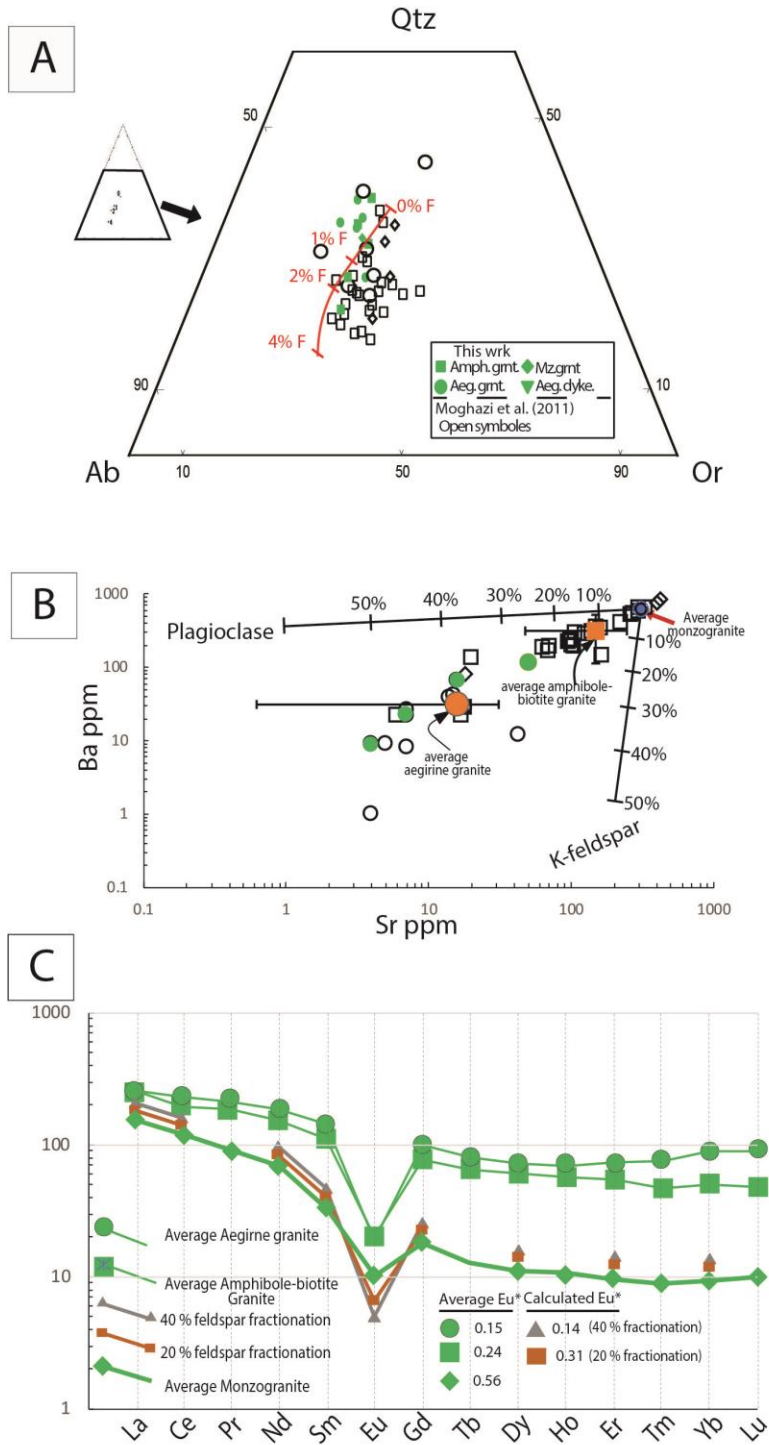 A
Qtz
50
50
0% F
1% F
2% F
4% F
This wrk
Amph.grnt. Mz.grnt
Aeg.grnt. Aeg.dyke.
Moghazi et al. (2011)
Open symboles
90
10
Ab
10
50
90
Or
B
1000
100
10
1
0.1
Ba ppm
Plagioclase
50%
40%
30%
20%
10%
Average
monzogranite
10%
20%
30%
40%
50%
K-feldspar
average amphibole-
biotite granite
average
aegirine granite
0.1
1
10
100
1000
Sr ppm
C
1000
100
10
1
Average Aegirne granite
Average Amphibole-biotite
Granite
40 % feldspar fractionation
20 % feldspar fractionation
Average Monzogranite
Average Eu* Calculated Eu*
0.15 0.14 (40 % fractionation)
0.24 0.31 (20 % fractionation)
0.56
La Ce Pr Nd Sm Eu Gd Tb Dy Ho Er Tm Yb Lu